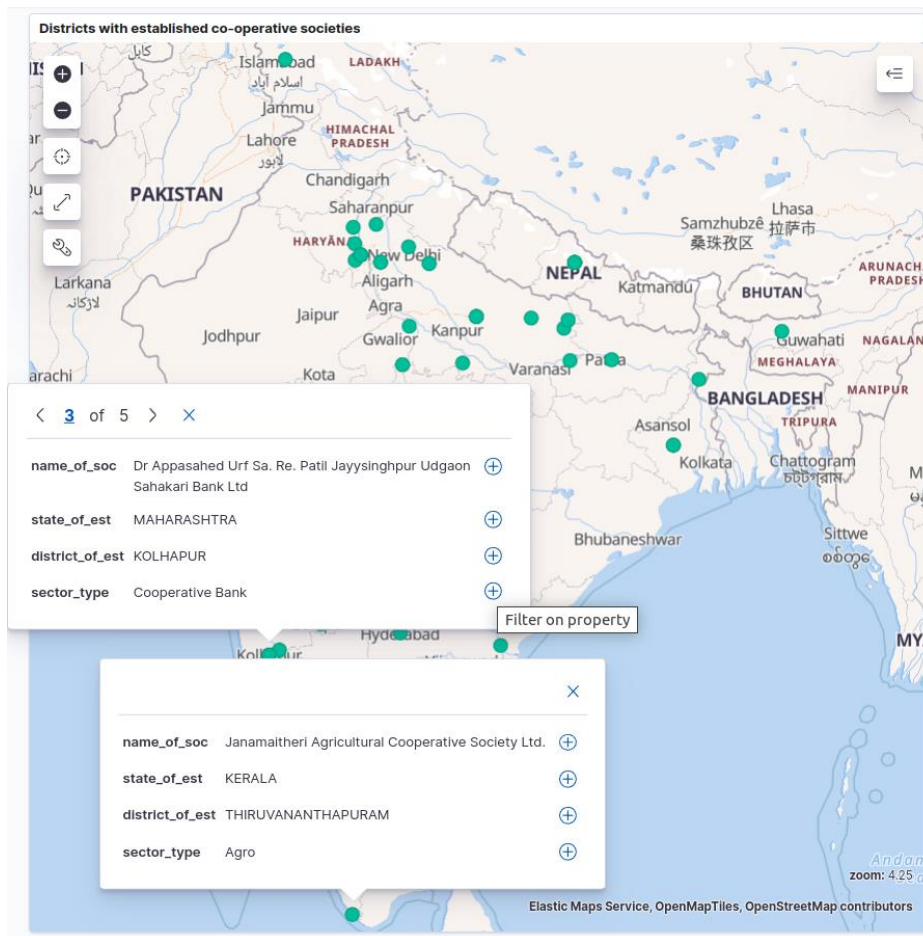 Districts with established co-operative societies
كابل
Islamabad
اسلام آباد
LADAKH
Jammu
HIMACHAL
PRADESH
Lahore
لاہور
Chandigarh
PAKISTAN
Saharanpur
Lhasa
拉萨市
Samzhubzê
桑珠孜区
New Delhi
NEPAL
Katmandu
ARUNACH
PRADESH
Larkana
لاڑکانہ
Aligarh
BHUTAN
Agra
Jaipur
Jodhpur
Gwalior
Kanpur
Guwahati
NAGALAN
MEGHALAYA
Kota
Varanasi
arachi
MANIPUR
BANGLADESH
TRIPURA
Asansol
Kolkata
Chattogram
Sittwe
Bhubaneshwar
3 of 5
name_of_soc Dr Appasahed Urf Sa. Re. Patil Jayysinghpur Udgaon
Sahakari Bank Ltd
state_of_est MAHARASHTRA
district_of_est KOLHAPUR
sector_type Cooperative Bank
Filter on property
MY
name_of_soc Janamaitheri Agricultural Cooperative Society Ltd.
state_of_est KERALA
district_of_est THIRUVANANTHAPURAM
sector_type Agro
zoom: 4.25
Elastic Maps Service, OpenMapTiles, OpenStreetMap contributors